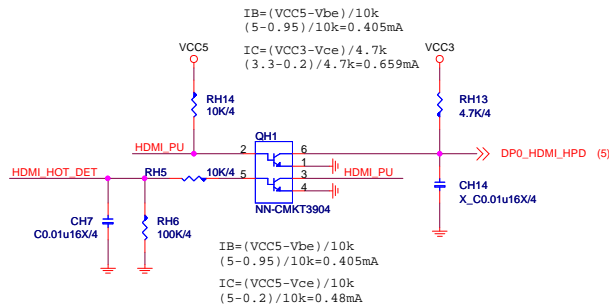 IB=(VCC5-Vbe)/10k
(5-0.95)/10k=0.405mA
IC=(VCC3-Vce)/4.7k
(3.3-0.2)/4.7k=0.659mA
VCC5
VCC3
RH14
10K/4
RH13
4.7K/4
HDMI_PU
2
QH1
6
DP0_HDMI_HPD (5)
1
HDMI_HOT_DET
RH5
10K/4
5
3
HDMI_PU
4
CH14
X_C0.01u16X/4
NN-CMKT3904
CH7
C0.01u16X/4
RH6
100K/4
IB=(VCC5-Vbe)/10k
(5-0.95)/10k=0.405mA
IC=(VCC5-Vce)/10k
(5-0.2)/10k=0.48mA